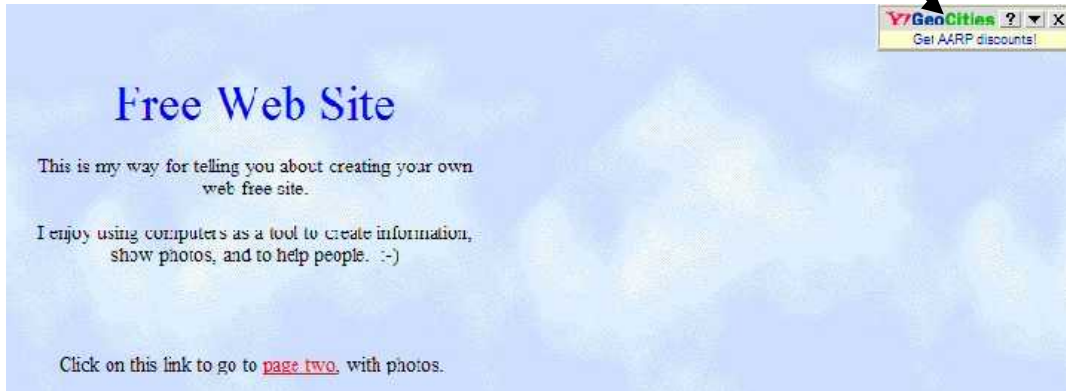 Y7GeoCities ? X
Get AARP discounts!
Free Web Site
This is my way for telling you about creating your own
web free site.
I enjoy using computers as a tool to create information,
show photos, and to help people. :-)
Click on this link to go to page two, with photos.